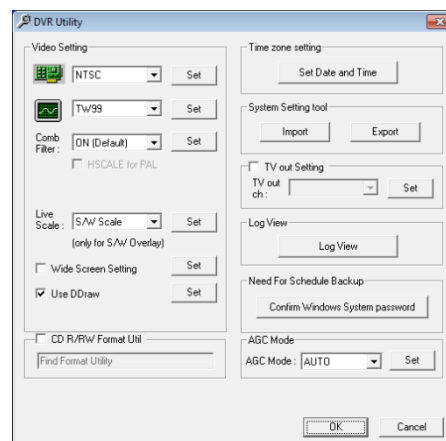 DVR Utility
Video Setting
NTSC
Set
TW99
Set
Comb
Filter :
ON (Default)
Set
HSCALE for PAL
Live
Scale :
S/W Scale
Set
(only for S/W Overlay)
Wide Screen Setting
Set
Use DDraw
Set
CD R/RW Format Util
Find Format Utility
Time zone setting
Set Date and Time
System Setting tool
Import
Export
TV out Setting
TV out
ch :
Set
Log View
Log View
Need For Schedule Backup
Confirm Windows System password
AGC Mode
AGC Mode :
AUTO
Set
OK
Cancel